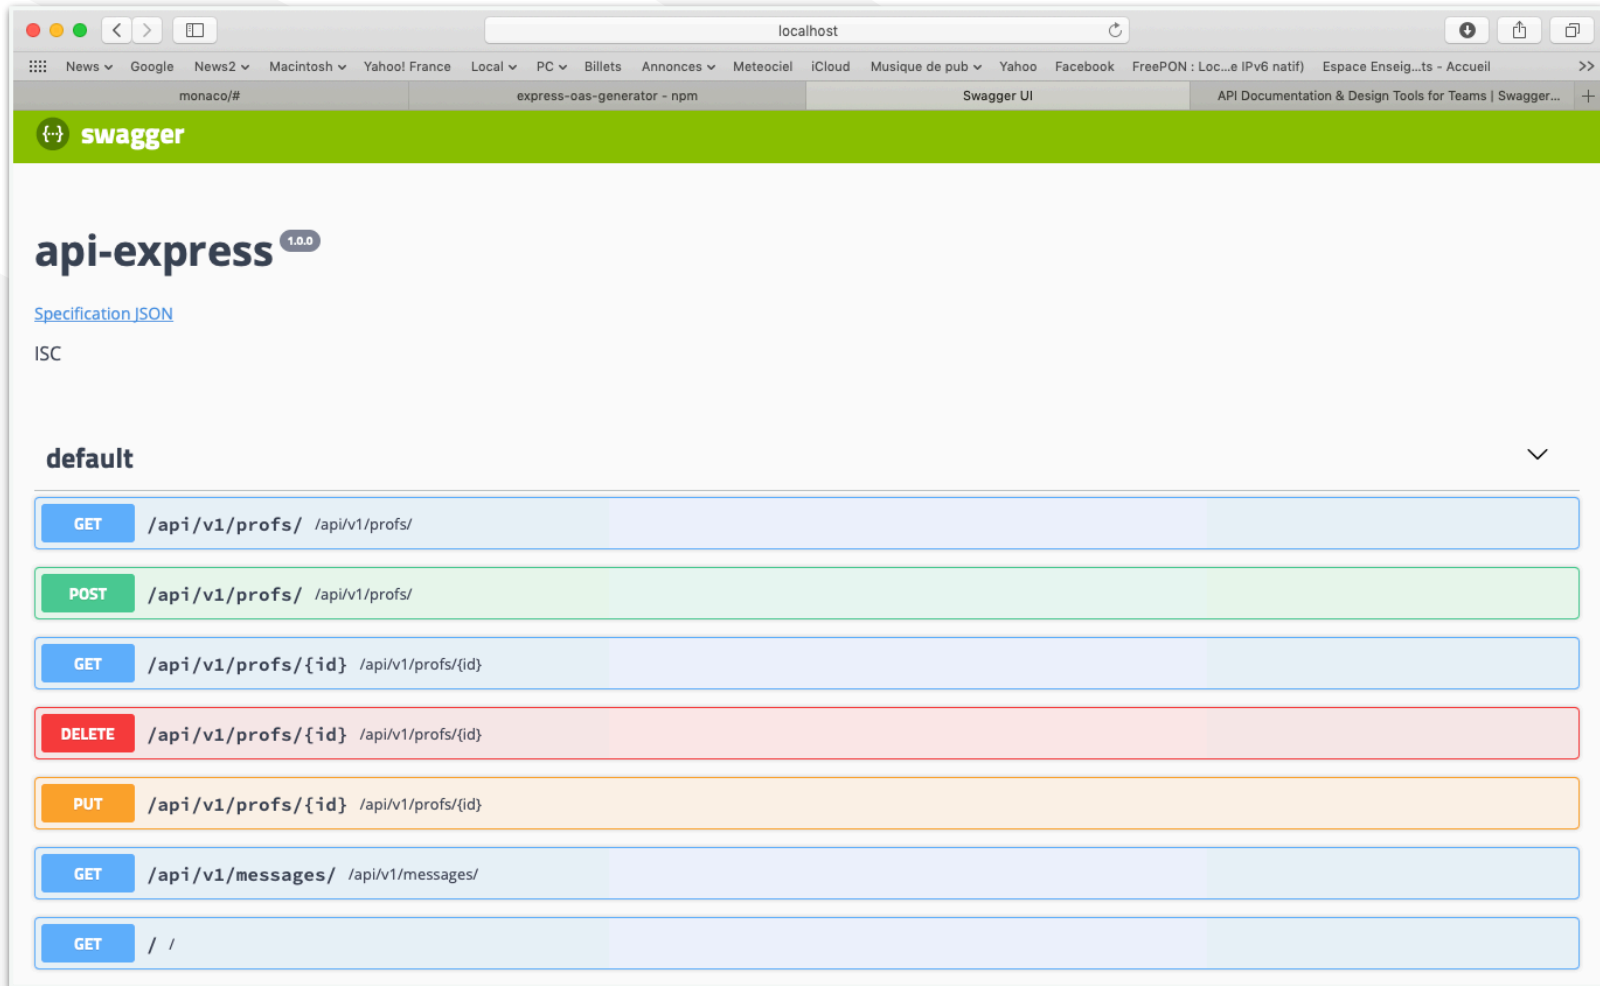 localhost
News Google News2 Macintosh Yahoo! France Local PC Billets Annonces Meteociel iCloud Musique de pub Yahoo Facebook FreePON : Loc...e IPv6 natif) Espace Enseig...ts - Accueil >>
monaco/# express-oas-generator - npm Swagger UI API Documentation & Design Tools for Teams | Swagger... +
{··} swagger
api-express 1.0.0
Specification JSON
ISC
default
GET /api/v1/profs/ /api/v1/profs/
POST /api/v1/profs/ /api/v1/profs/
GET /api/v1/profs/{id} /api/v1/profs/{id}
DELETE /api/v1/profs/{id} /api/v1/profs/{id}
PUT /api/v1/profs/{id} /api/v1/profs/{id}
GET /api/v1/messages/ /api/v1/messages/
GET / /